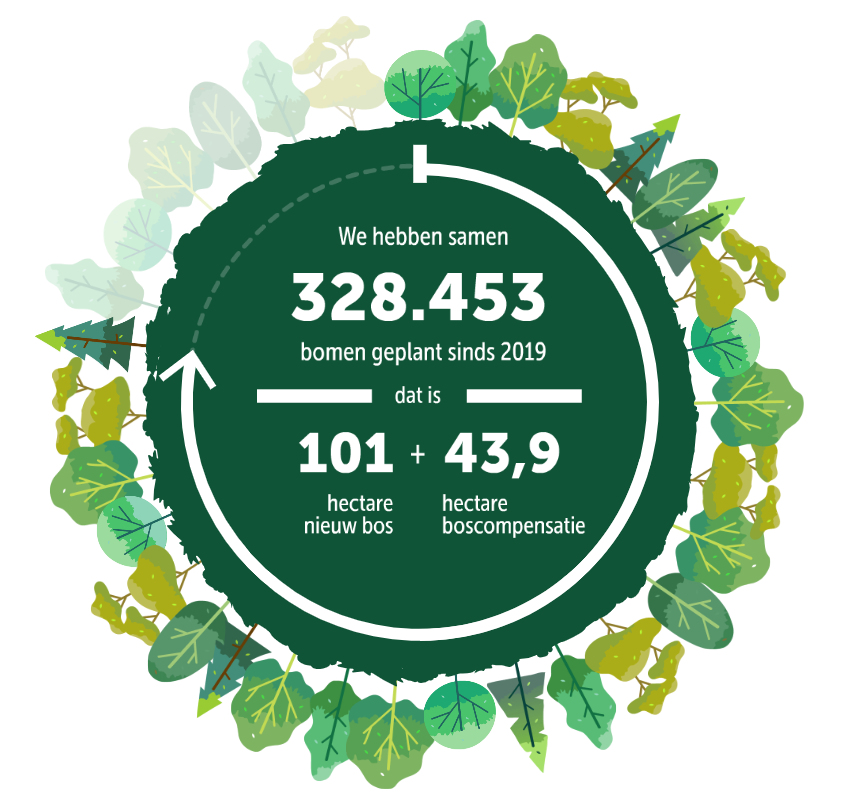 We hebben samen
328.453
bomen geplant sinds 2019
dat is
101 + 43,9
hectare hectare
nieuw bos boscompensatie